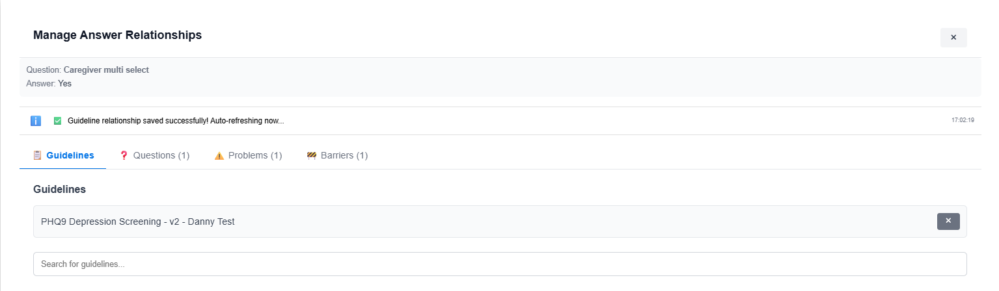 Manage Answer Relationships
×
Question: Caregiver multi select
Answer: Yes
Guideline relationship saved successfully! Auto-refreshing now...
17:02:19
Guidelines
Questions (1)
Problems (1)
Barriers (1)
Guidelines
PHQ9 Depression Screening - v2 - Danny Test
×
Search for guidelines...